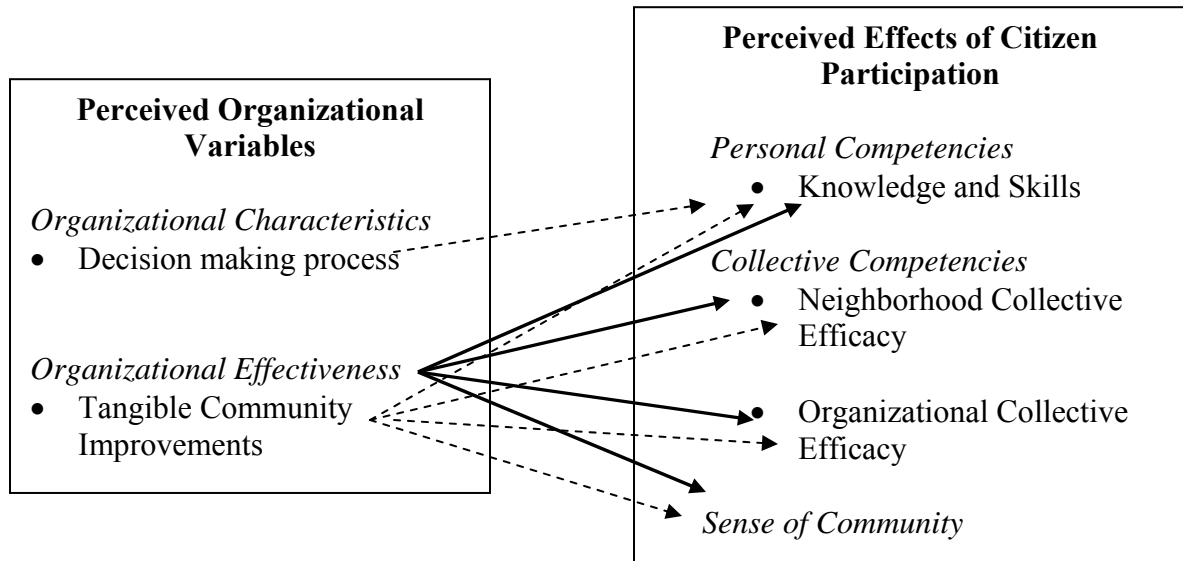 Perceived Organizational
Variables
Organizational Characteristics
• Decision making process
Organizational Effectiveness
• Tangible Community
Improvements
Perceived Effects of Citizen
Participation
Personal Competencies
• Knowledge and Skills
Collective Competencies
• Neighborhood Collective
Efficacy
• Organizational Collective
Efficacy
Sense of Community